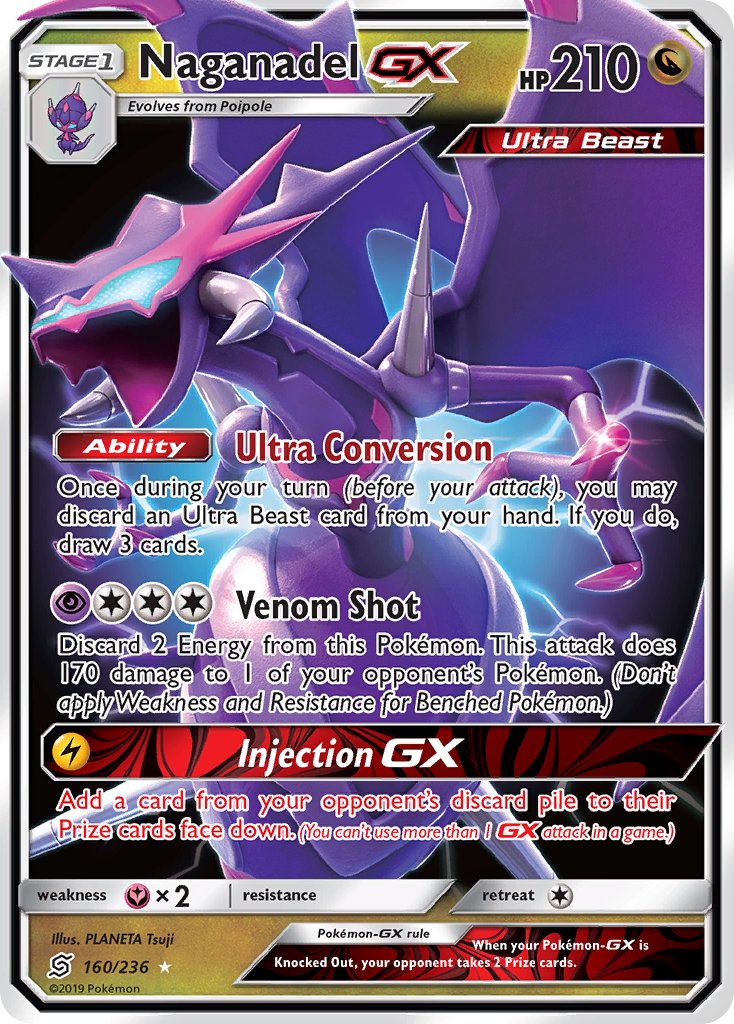 STAGE 1 Naganadel GX HP 210
Evolves from Poipole
Ultra Beast
Ability Ultra Conversion
Once during your turn (before your attack), you may
discard an Ultra Beast card from your hand. If you do,
draw 3 cards.
Venom Shot
Discard 2 Energy from this Pokémon. This attack does
170 damage to 1 of your opponent's Pokémon. (Don't
apply Weakness and Resistance for Benched Pokémon.)
Injection GX
Add a card from your opponent's discard pile to their
Prize cards face down. (You can't use more than 1 GX attack in a game.)
weakness ×2 resistance retreat
Illus. PLANETA Tsuji
Pokémon-GX rule
When your Pokémon-GX is
Knocked Out, your opponent takes 2 Prize cards.
160/236
©2019 Pokémon